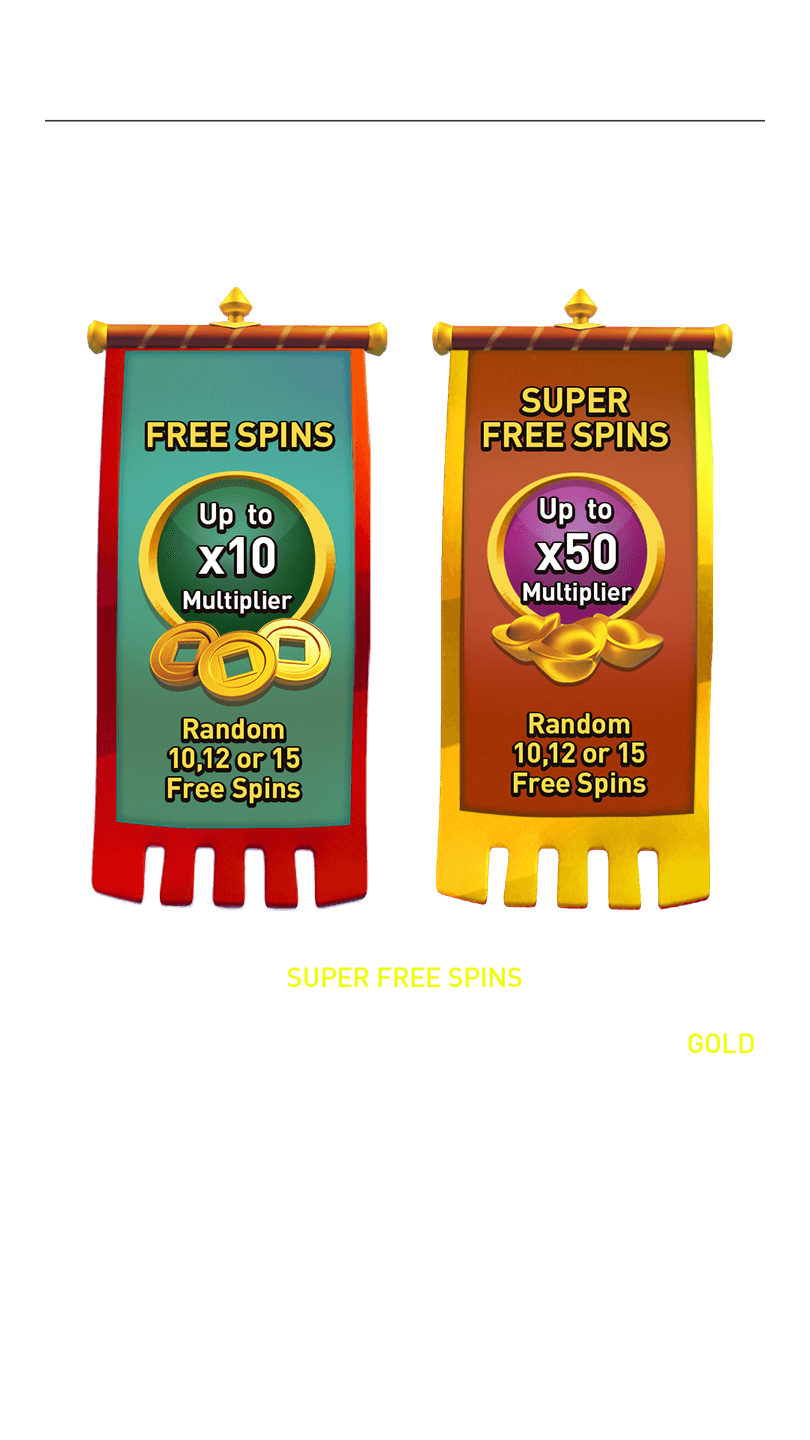 FREE SPINS
Up to
x10
Multiplier
Random
10,12 or 15
Free Spins
SUPER
FREE SPINS
Up to
x50
Multiplier
Random
10,12 or 15
Free Spins
SUPER FREE SPINS
GOLD